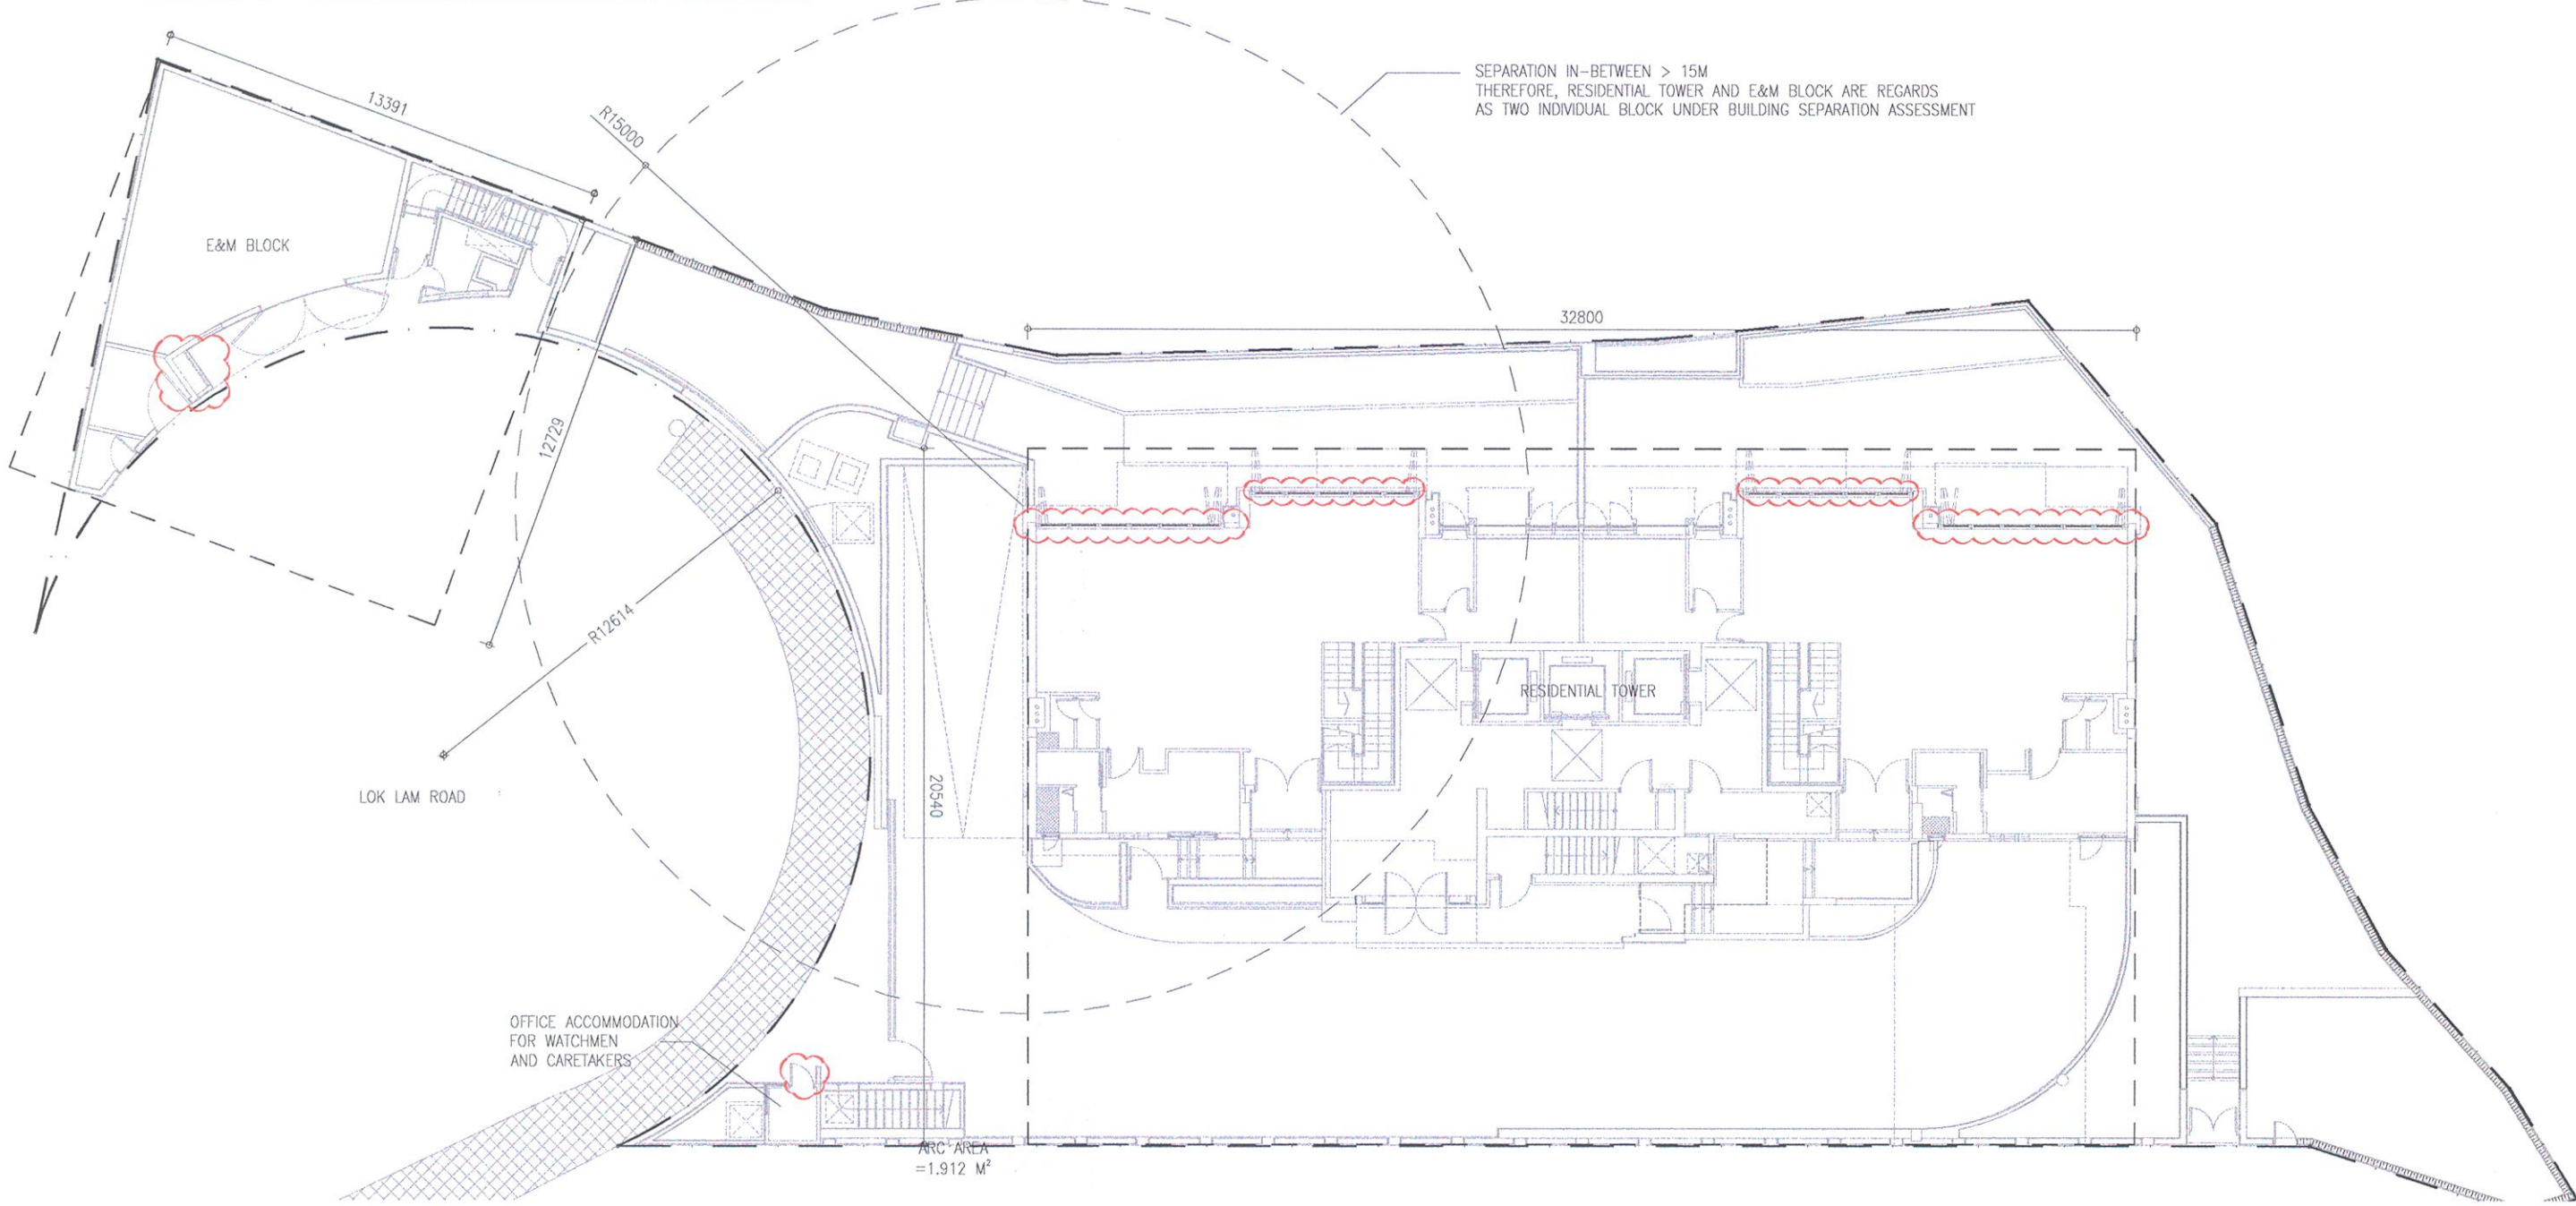 SEPARATION IN-BETWEEN > 15M
THEREFORE, RESIDENTIAL TOWER AND E&M BLOCK ARE REGARDS
AS TWO INDIVIDUAL BLOCK UNDER BUILDING SEPARATION ASSESSMENT
13391
R15000
E&M BLOCK
32800
12729
R12614
RESIDENTIAL TOWER
LOK LAM ROAD
20540
OFFICE ACCOMMODATION
FOR WATCHMEN
AND CARETAKERS
ARC AREA
=1.912 M²